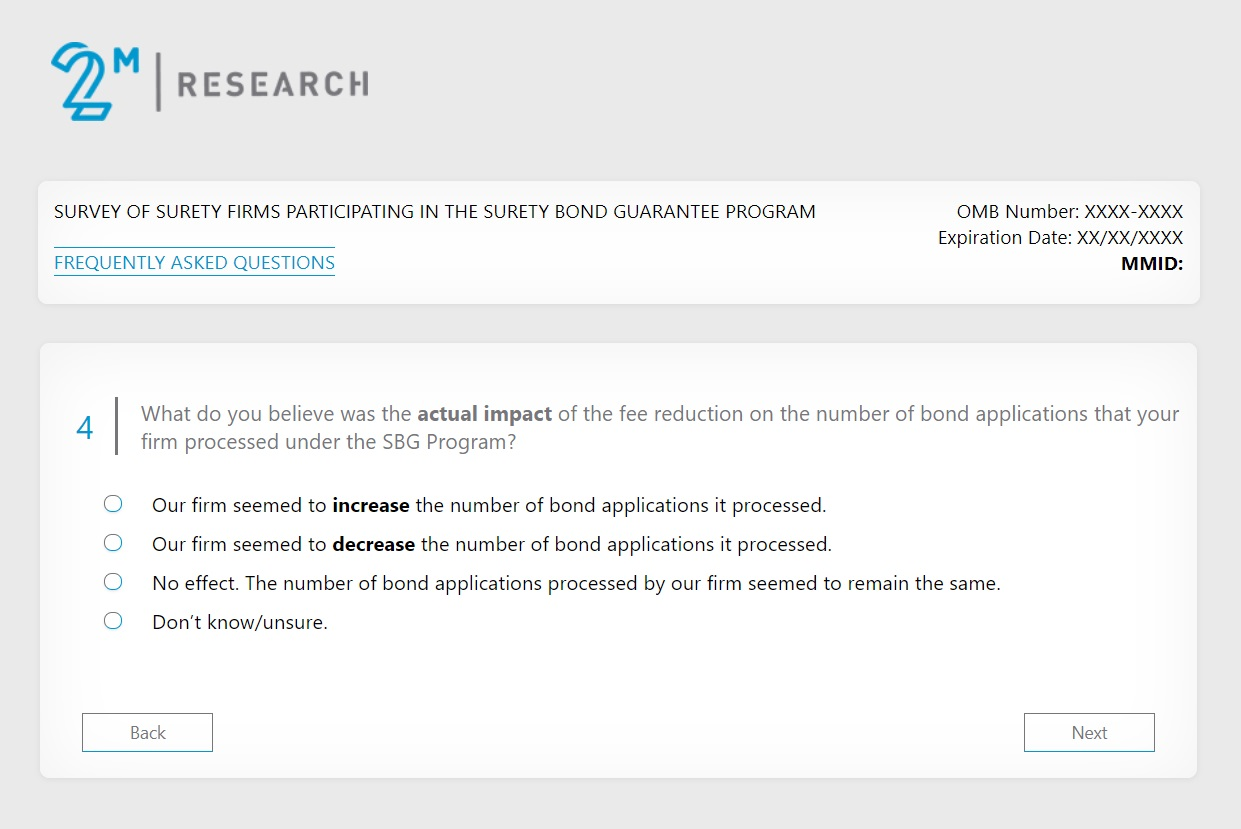 2M | RESEARCH
SURVEY OF SURETY FIRMS PARTICIPATING IN THE SURETY BOND GUARANTEE PROGRAM
FREQUENTLY ASKED QUESTIONS
OMB Number: XXXX-XXXX
Expiration Date: XX/XX/XXXX
MMID:
4
What do you believe was the actual impact of the fee reduction on the number of bond applications that your
firm processed under the SBG Program?
Our firm seemed to increase the number of bond applications it processed.
Our firm seemed to decrease the number of bond applications it processed.
No effect. The number of bond applications processed by our firm seemed to remain the same.
Don’t know/unsure.
Back
Next